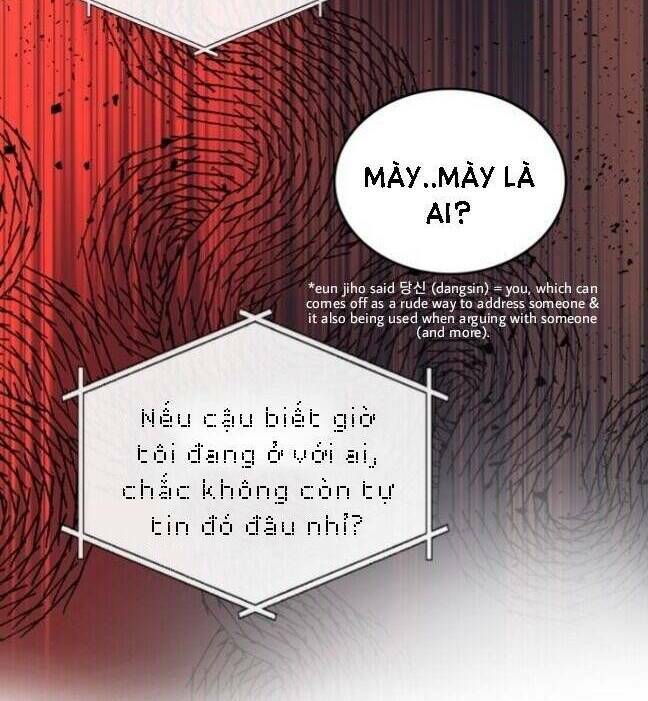 MÀY..MÀY LÀ
AI?
*eun jiho said 당신 (dangsin) = you, which can
comes off as a rude way to address someone &
it also being used when arguing with someone
(and more).
Nếu cậu biết giờ
tôi đang ở với ai,
chắc không còn tự
tin đó đâu nhỉ?